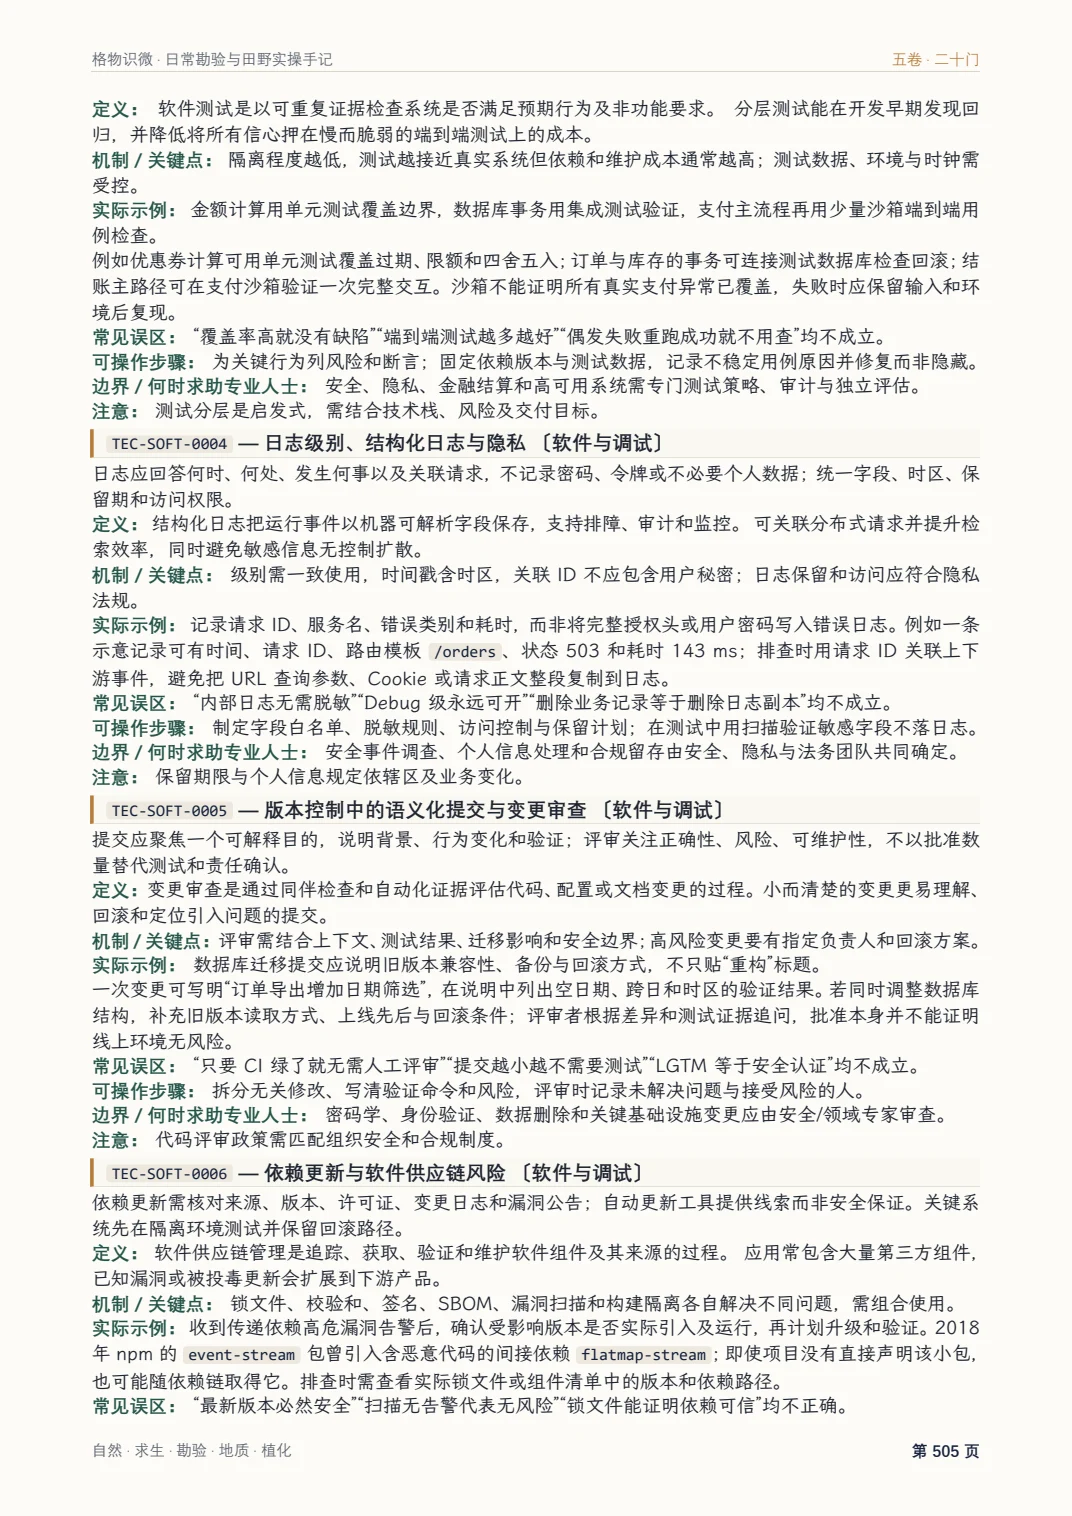 格物识微 · 日常勘验与田野实操手记
五卷 · 二十门
定义： 软件测试是以可重复证据检查系统是否满足预期行为及非功能要求。 分层测试能在开发早期发现回
归，并降低将所有信心押在慢而脆弱的端到端测试上的成本。
机制 / 关键点： 隔离程度越低，测试越接近真实系统但依赖和维护成本通常越高；测试数据、环境与时钟需
受控。
实际示例： 金额计算用单元测试覆盖边界，数据库事务用集成测试验证，支付主流程再用少量沙箱端到端用
例检查。
例如优惠券计算可用单元测试覆盖过期、限额和四舍五入；订单与库存的事务可连接测试数据库检查回滚；结
账主路径可在支付沙箱验证一次完整交互。沙箱不能证明所有真实支付异常已覆盖，失败时应保留输入和环
境后复现。
常见误区： “覆盖率高就没有缺陷”“端到端测试越多越好”“偶发失败重跑成功就不用查”均不成立。
可操作步骤： 为关键行为列风险和断言；固定依赖版本与测试数据，记录不稳定用例原因并修复而非隐藏。
边界 / 何时求助专业人士： 安全、隐私、金融结算和高可用系统需专门测试策略、审计与独立评估。
注意： 测试分层是启发式，需结合技术栈、风险及交付目标。
TEC-SOFT-0004 — 日志级别、结构化日志与隐私 〔软件与调试〕
日志应回答何时、何处、发生何事以及关联请求，不记录密码、令牌或不必要个人数据；统一字段、时区、保
留期和访问权限。
定义： 结构化日志把运行事件以机器可解析字段保存，支持排障、审计和监控。 可关联分布式请求并提升检
索效率，同时避免敏感信息无控制扩散。
机制 / 关键点： 级别需一致使用，时间戳含时区，关联 ID 不应包含用户秘密；日志保留和访问应符合隐私
法规。
实际示例： 记录请求 ID、服务名、错误类别和耗时，而非将完整授权头或用户密码写入错误日志。例如一条
示意记录可有时间、请求 ID、路由模板 /orders、状态 503 和耗时 143 ms；排查时用请求 ID 关联上下
游事件，避免把 URL 查询参数、Cookie 或请求正文整段复制到日志。
常见误区： “内部日志无需脱敏”“Debug 级永远可开”“删除业务记录等于删除日志副本”均不成立。
可操作步骤： 制定字段白名单、脱敏规则、访问控制与保留计划；在测试中用扫描验证敏感字段不落日志。
边界 / 何时求助专业人士： 安全事件调查、个人信息处理和合规留存由安全、隐私与法务团队共同确定。
注意： 保留期限与个人信息规定依辖区及业务变化。
TEC-SOFT-0005 — 版本控制中的语义化提交与变更审查 〔软件与调试〕
提交应聚焦一个可解释目的，说明背景、行为变化和验证；评审关注正确性、风险、可维护性，不以批准数
量替代测试和责任确认。
定义：变更审查是通过同伴检查和自动化证据评估代码、配置或文档变更的过程。小而清楚的变更更易理解、
回滚和定位引入问题的提交。
机制 / 关键点：评审需结合上下文、测试结果、迁移影响和安全边界；高风险变更要有指定负责人和回滚方案。
实际示例： 数据库迁移提交应说明旧版本兼容性、备份与回滚方式，不只贴“重构”标题。
一次变更可写明“订单导出增加日期筛选”，在说明中列出空日期、跨日和时区的验证结果。若同时调整数据库
结构，补充旧版本读取方式、上线先后与回滚条件；评审者根据差异和测试证据追问，批准本身并不能证明
线上环境无风险。
常见误区： “只要 CI 绿了就无需人工评审”“提交越小越不需要测试”“LGTM 等于安全认证”均不成立。
可操作步骤： 拆分无关修改、写清验证命令和风险，评审时记录未解决问题与接受风险的人。
边界 / 何时求助专业人士： 密码学、身份验证、数据删除和关键基础设施变更应由安全/领域专家审查。
注意： 代码评审政策需匹配组织安全和合规制度。
TEC-SOFT-0006 — 依赖更新与软件供应链风险 〔软件与调试〕
依赖更新需核对来源、版本、许可证、变更日志和漏洞公告；自动更新工具提供线索而非安全保证。关键系
统先在隔离环境测试并保留回滚路径。
定义： 软件供应链管理是追踪、获取、验证和维护软件组件及其来源的过程。 应用常包含大量第三方组件，
已知漏洞或被投毒更新会扩展到下游产品。
机制 / 关键点： 锁文件、校验和、签名、SBOM、漏洞扫描和构建隔离各自解决不同问题，需组合使用。
实际示例： 收到传递依赖高危漏洞告警后，确认受影响版本是否实际引入及运行，再计划升级和验证。2018
年 npm 的 event-stream 包曾引入含恶意代码的间接依赖 flatmap-stream；即使项目没有直接声明该小包，
也可能随依赖链取得它。排查时需查看实际锁文件或组件清单中的版本和依赖路径。
常见误区： “最新版本必然安全”“扫描无告警代表无风险”“锁文件能证明依赖可信”均不正确。
自然 · 求生 · 勘验 · 地质 · 植化
第 505 页